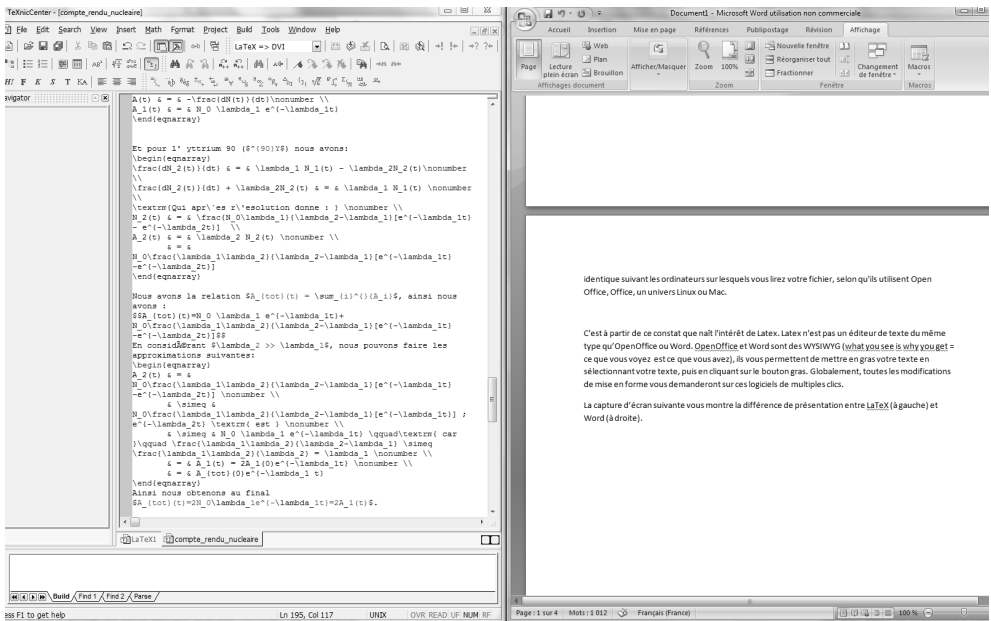 TeXnicCenter - [compte_rendu_nucleaire]
File Edit Search View Insert Math Format Project Build Tools Window Help
LaTeX => DVI
avigator
A(t) & = & -\frac{dN(t)}{dt}\nonumber \\
A_1(t) & = & N_0 \lambda_1 e^{-\lambda_1t}
\end{eqnarray}
Et pour l' yttrium 90 ($^{90}Y$) nous avons:
\begin{eqnarray}
\frac{dN_2(t)}{dt} & = & \lambda_1 N_1(t) - \lambda_2N_2(t)\nonumber
\\
\frac{dN_2(t)}{dt} + \lambda_2N_2(t) & = & \lambda_1 N_1(t) \nonumber
\\
\textrm{Qui apr\`es r\'esolution donne : } \nonumber \\
N_2(t) & = & \frac{N_0\lambda_1}{\lambda_2-\lambda_1}[e^{-\lambda_1t}
- e^{-\lambda_2t}] \\
A_2(t) & = & \lambda_2 N_2(t) \nonumber \\
& = &
N_0\frac{\lambda_1\lambda_2}{\lambda_2-\lambda_1}[e^{-\lambda_1t}
-e^{-\lambda_2t}]
\end{eqnarray}
Nous avons la relation $A_{tot}(t) = \sum_{i}^{}{A_i}$, ainsi nous
avons :
$$A_{tot}(t)=N_0 \lambda_1 e^{-\lambda_1t}+
N_0\frac{\lambda_1\lambda_2}{\lambda_2-\lambda_1}[e^{-\lambda_1t}
-e^{-\lambda_2t}]$$
En considÃ©rant $\lambda_2 >> \lambda_1$, nous pouvons faire les
approximations suivantes:
\begin{eqnarray}
A_2(t) & = &
N_0\frac{\lambda_1\lambda_2}{\lambda_2-\lambda_1}[e^{-\lambda_1t}
-e^{-\lambda_2t}] \nonumber \\
& \simeq &
N_0\frac{\lambda_1\lambda_2}{\lambda_2-\lambda_1}[e^{-\lambda_1t}] ;
e^{-\lambda_2t} \textrm{ est } \nonumber \\
& \simeq & N_0 \lambda_1 e^{-\lambda_1t} \qquad\textrm{ car
}\qquad \frac{\lambda_1\lambda_2}{\lambda_2-\lambda_1} \simeq
\frac{\lambda_1\lambda_2}{\lambda_2} = \lambda_1 \nonumber \\
& = & A_1(t) = 2A_1(0)e^{-\lambda_1t} \nonumber \\
& = & A_{tot}(0)e^{-\lambda_1 t}
\end{eqnarray}
Ainsi nous obtenons au final
$A_{tot}(t)=2N_0\lambda_1e^{-\lambda_1t}=2A_1(t)$.
LaTeX1 compte_rendu_nucleaire
Build Find 1 Find 2 Parse
ess F1 to get help Ln 195, Col 117 UNIX OVR READ UF NUM RF
Document1 - Microsoft Word utilisation non commerciale
Accueil Insertion Mise en page Références Publipostage Révision Affichage
Page Lecture plein écran Web Plan Brouillon Afficher/Masquer Zoom 100% Nouvelle fenêtre Réorganiser tout Fractionner Changement de fenêtre Macros
Affichages document Zoom Fenêtre Macros
identique suivant les ordinateurs sur lesquels vous lirez votre fichier, selon qu'ils utilisent Open
Office, Office, un univers Linux ou Mac.
C'est à partir de ce constat que naît l'intérêt de Latex. Latex n'est pas un éditeur de texte du même
type qu'OpenOffice ou Word. OpenOffice et Word sont des WYSIWYG (what you see is why you get =
ce que vous voyez est ce que vous avez), ils vous permettent de mettre en gras votre texte en
sélectionnant votre texte, puis en cliquant sur le bouton gras. Globalement, toutes les modifications
de mise en forme vous demanderont sur ces logiciels de multiples clics.
La capture d'écran suivante vous montre la différence de présentation entre LaTeX (à gauche) et
Word (à droite).
Page : 1 sur 4 Mots : 1 012 Français (France) 100 %